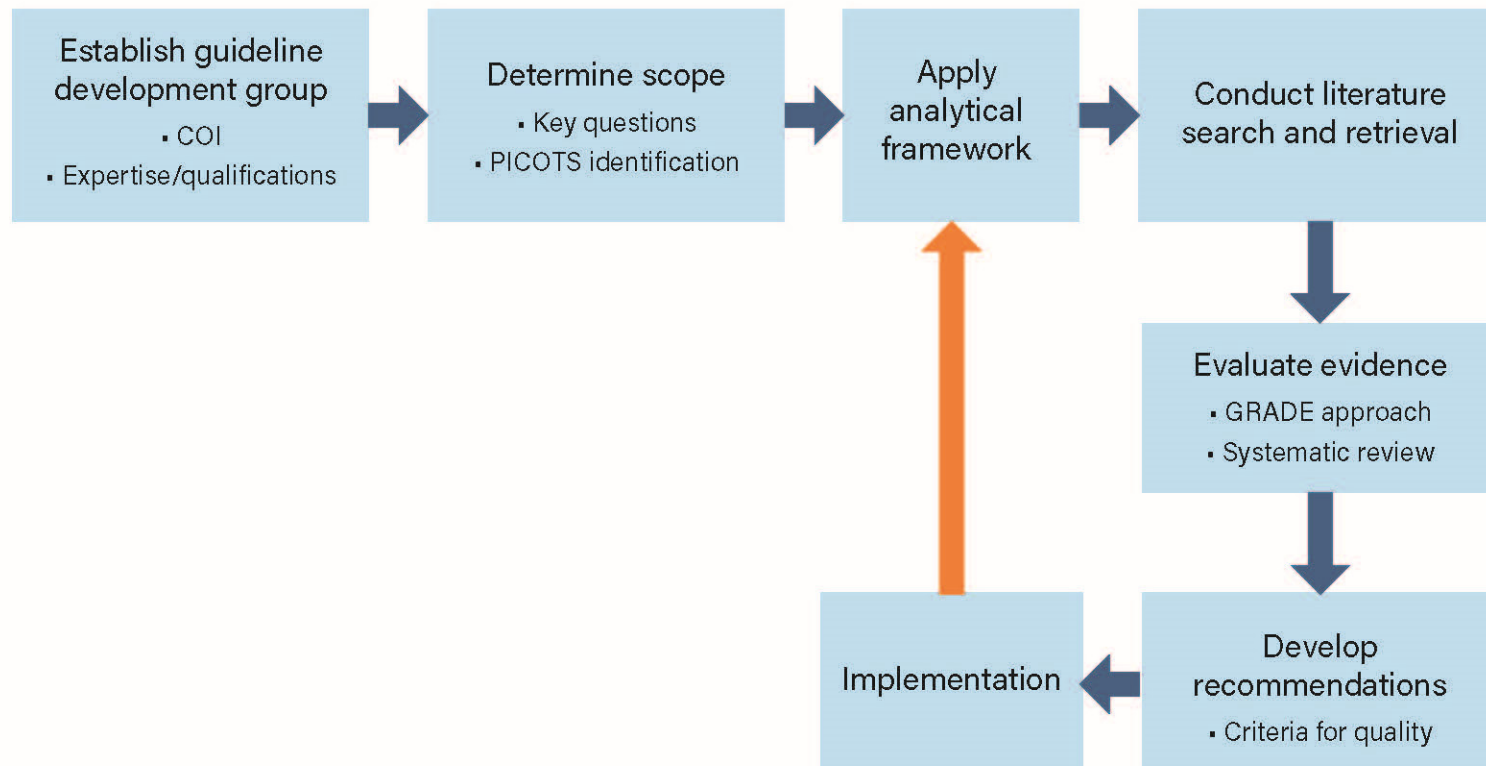 Establish guideline
development group
▪ COI
▪ Expertise/qualifications
Determine scope
▪ Key questions
▪ PICOTS identification
Apply
analytical
framework
Conduct literature
search and retrieval
Evaluate evidence
▪ GRADE approach
▪ Systematic review
Develop
recommendations
▪ Criteria for quality
Implementation